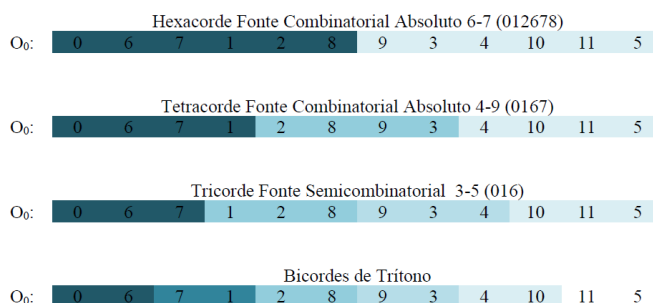 Hexacorde Fonte Combinatorial Absoluto 6-7 (012678)
O₀: 0 6 7 1 2 8 9 3 4 10 11 5
Tetracorde Fonte Combinatorial Absoluto 4-9 (0167)
O₀: 0 6 7 1 2 8 9 3 4 10 11 5
Tricorde Fonte Semicombinatorial 3-5 (016)
O₀: 0 6 7 1 2 8 9 3 4 10 11 5
Bicordes de Trítono
O₀: 0 6 7 1 2 8 9 3 4 10 11 5